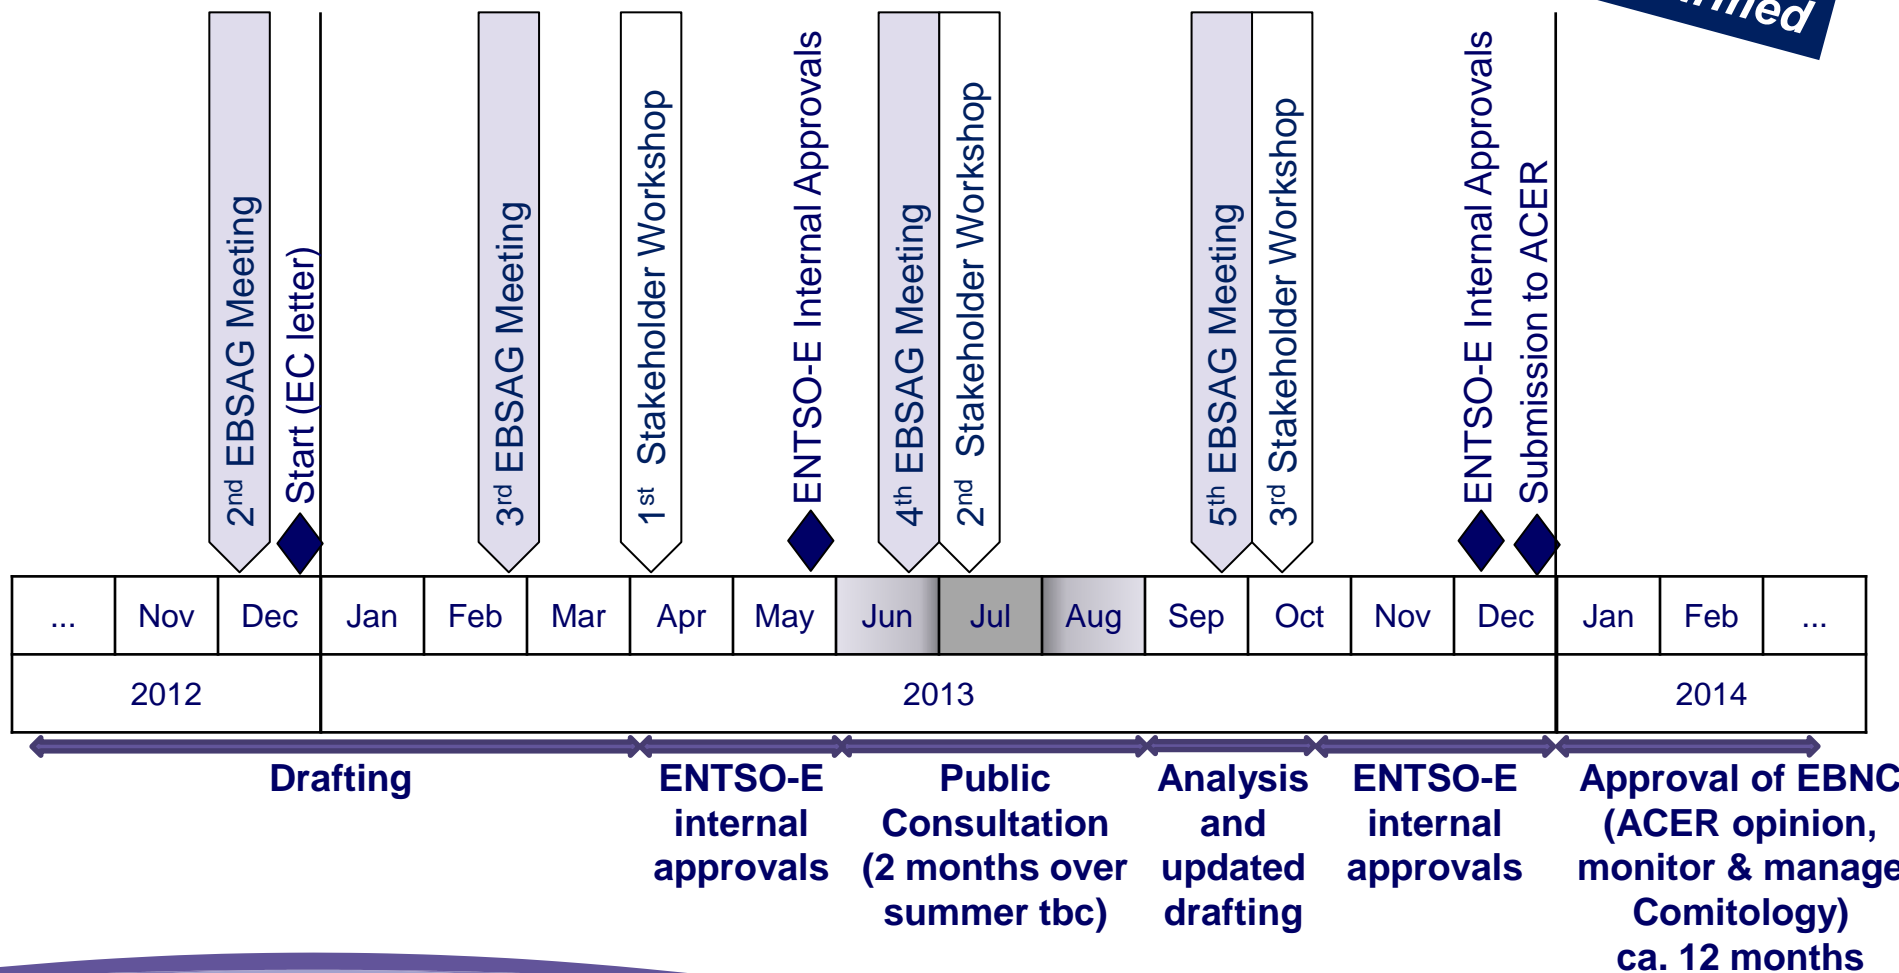 2nd EBSAG Meeting
Start (EC letter)
3rd EBSAG Meeting
1st Stakeholder Workshop
ENTSO-E Internal Approvals
4th EBSAG Meeting
2nd Stakeholder Workshop
5th EBSAG Meeting
3rd Stakeholder Workshop
ENTSO-E Internal Approvals
Submission to ACER
... Nov Dec Jan Feb Mar Apr May Jun Jul Aug Sep Oct Nov Dec Jan Feb ...
2012 2013 2014
Drafting
ENTSO-E
internal
approvals
Public
Consultation
(2 months over
summer tbc)
Analysis
and
updated
drafting
ENTSO-E
internal
approvals
Approval of EBNC
(ACER opinion,
monitor & manage
Comitology)
ca. 12 months